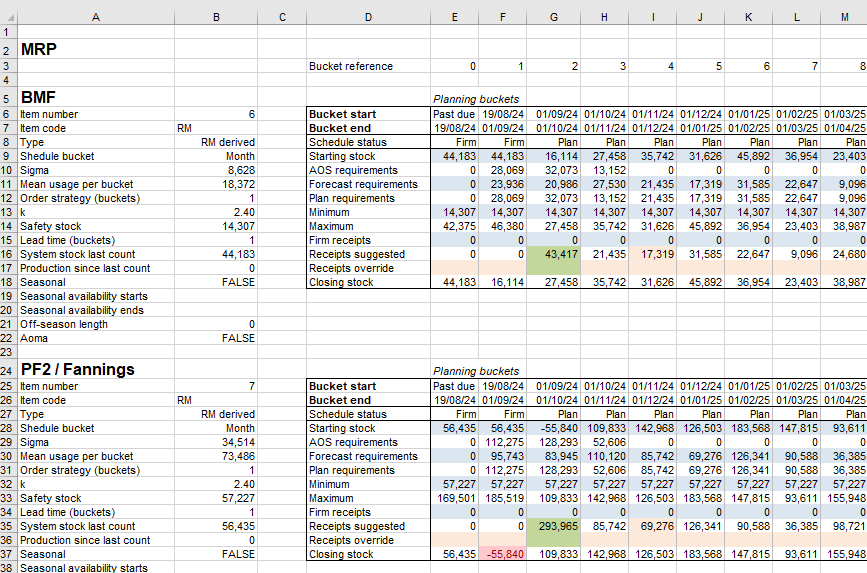 A B C D E F G H I J K L M
1
2 MRP
3 Bucket reference 0 1 2 3 4 5 6 7 8
4
5 BMF Planning buckets
6 Item number 6 Bucket start Past due 19/08/24 01/09/24 01/10/24 01/11/24 01/12/24 01/01/25 01/02/25 01/03/25
7 Item code RM Bucket end 19/08/24 01/09/24 01/10/24 01/11/24 01/12/24 01/01/25 01/02/25 01/03/25 01/04/25
8 Type RM derived Schedule status Firm Firm Plan Plan Plan Plan Plan Plan Plan
9 Shedule bucket Month Starting stock 44,183 44,183 16,114 27,458 35,742 31,626 45,892 36,954 23,403
10 Sigma 8,628 AOS requirements 0 28,069 32,073 13,152 0 0 0 0 0
11 Mean usage per bucket 18,372 Forecast requirements 0 23,936 20,986 27,530 21,435 17,319 31,585 22,647 9,096
12 Order strategy (buckets) 1 Plan requirements 0 28,069 32,073 13,152 21,435 17,319 31,585 22,647 9,096
13 k 2.40 Minimum 14,307 14,307 14,307 14,307 14,307 14,307 14,307 14,307 14,307
14 Safety stock 14,307 Maximum 42,375 46,380 27,458 35,742 31,626 45,892 36,954 23,403 38,987
15 Lead time (buckets) 1 Firm receipts 0 0 0 0 0 0 0 0 0
16 System stock last count 44,183 Receipts suggested 0 0 43,417 21,435 17,319 31,585 22,647 9,096 24,680
17 Production since last count 0 Receipts override
18 Seasonal FALSE Closing stock 44,183 16,114 27,458 35,742 31,626 45,892 36,954 23,403 38,987
19 Seasonal availability starts
20 Seasonal availability ends
21 Off-season length 0
22 Aoma FALSE
23
24 PF2 / Fannings Planning buckets
25 Item number 7 Bucket start Past due 19/08/24 01/09/24 01/10/24 01/11/24 01/12/24 01/01/25 01/02/25 01/03/25
26 Item code RM Bucket end 19/08/24 01/09/24 01/10/24 01/11/24 01/12/24 01/01/25 01/02/25 01/03/25 01/04/25
27 Type RM derived Schedule status Firm Firm Plan Plan Plan Plan Plan Plan Plan
28 Shedule bucket Month Starting stock 56,435 56,435 -55,840 109,833 142,968 126,503 183,568 147,815 93,611
29 Sigma 34,514 AOS requirements 0 112,275 128,293 52,606 0 0 0 0 0
30 Mean usage per bucket 73,486 Forecast requirements 0 95,743 83,945 110,120 85,742 69,276 126,341 90,588 36,385
31 Order strategy (buckets) 1 Plan requirements 0 112,275 128,293 52,606 85,742 69,276 126,341 90,588 36,385
32 k 2.40 Minimum 57,227 57,227 57,227 57,227 57,227 57,227 57,227 57,227 57,227
33 Safety stock 57,227 Maximum 169,501 185,519 109,833 142,968 126,503 183,568 147,815 93,611 155,948
34 Lead time (buckets) 1 Firm receipts 0 0 0 0 0 0 0 0 0
35 System stock last count 56,435 Receipts suggested 0 0 293,965 85,742 69,276 126,341 90,588 36,385 98,721
36 Production since last count 0 Receipts override
37 Seasonal FALSE Closing stock 56,435 -55,840 109,833 142,968 126,503 183,568 147,815 93,611 155,948
38 Seasonal availability starts